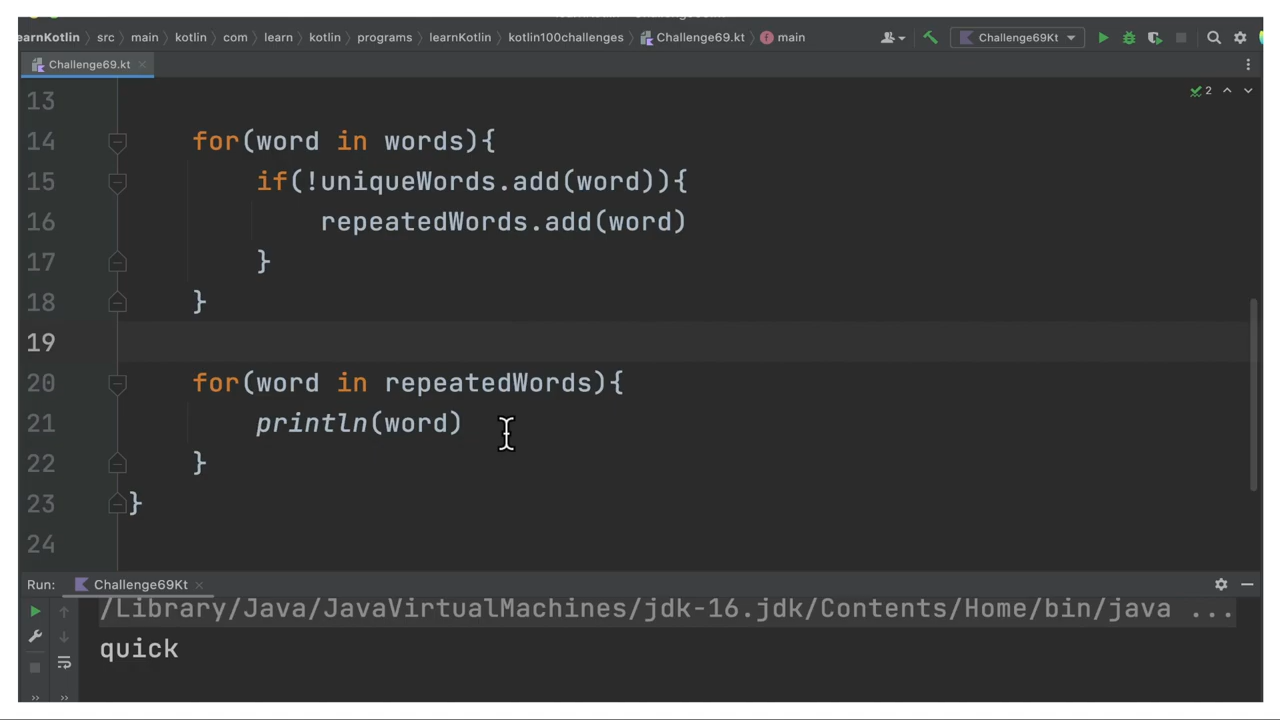 earnKotlin › src › main › kotlin › com › learn › kotlin › programs › learnKotlin › kotlin100challenges › Challenge69.kt › main Challenge69Kt
Challenge69.kt
13
2
14 for(word in words){
15 if(!uniqueWords.add(word)){
16 repeatedWords.add(word)
17 }
18 }
19
20 for(word in repeatedWords){
21 println(word)
22 }
23 }
24
Run: Challenge69Kt
/Library/Java/JavaVirtualMachines/jdk-16.jdk/Contents/Home/bin/java ...
quick